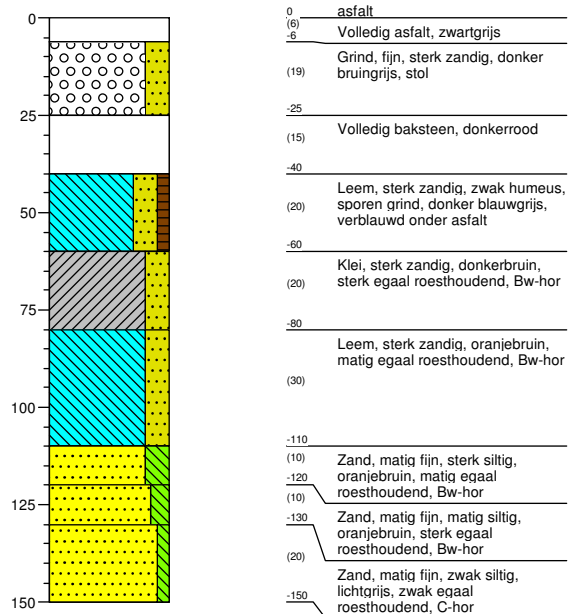 0
25
50
75
100
125
150
0
asfalt
(6)
-6
Volledig asfalt, zwartgrijs
(19)
Grind, fijn, sterk zandig, donker
bruingrijs, stol
-25
(15)
Volledig baksteen, donkerrood
-40
(20)
Leem, sterk zandig, zwak humeus,
sporen grind, donker blauwgrijs,
verblauwd onder asfalt
-60
(20)
Klei, sterk zandig, donkerbruin,
sterk egaal roesthoudend, Bw-hor
-80
(30)
Leem, sterk zandig, oranjebruin,
matig egaal roesthoudend, Bw-hor
-110
(10)
Zand, matig fijn, sterk siltig,
oranjebruin, matig egaal
roesthoudend, Bw-hor
-120
(10)
Zand, matig fijn, matig siltig,
oranjebruin, sterk egaal
roesthoudend, Bw-hor
-130
(20)
Zand, matig fijn, zwak siltig,
lichtgrijs, zwak egaal
roesthoudend, C-hor
-150